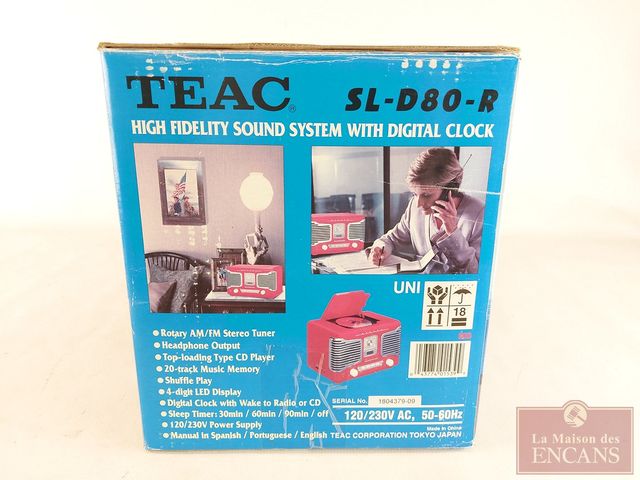 TEAC®
SL-D80-R
HIGH FIDELITY SOUND SYSTEM WITH DIGITAL CLOCK
UNI
18
• Rotary AM/FM Stereo Tuner
• Headphone Output
• Top-loading Type CD Player
• 20-track Music Memory
• Shuffle Play
• 4-digit LED Display
• Digital Clock with Wake to Radio or CD
• Sleep Timer: 30min / 60min / 90min / off
• 120/230V Power Supply
• Manual in Spanish / Portuguese / English
SERIAL No. 1804379-09
120/230V AC, 50-60Hz
Made in China
TEAC CORPORATION TOKYO JAPAN
La Maison des
ENCANS